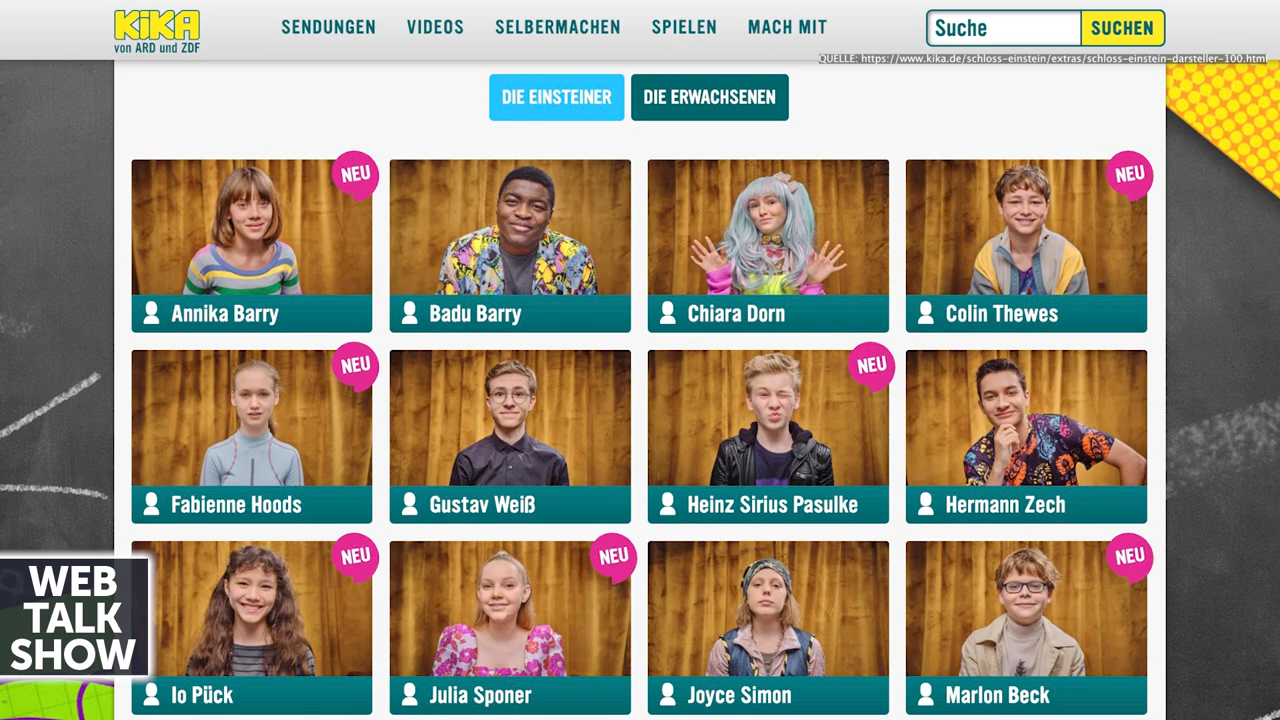 KiKA
von ARD und ZDF
SENDUNGEN
VIDEOS
SELBERMACHEN
SPIELEN
MACH MIT
Suche
SUCHEN
QUELLE: https://www.kika.de/schloss-einstein/extras/schloss-einstein-darsteller-100.html
DIE EINSTEINER
DIE ERWACHSENEN
NEU
NEU
Annika Barry
Badu Barry
Chiara Dorn
Colin Thewes
NEU
NEU
Fabienne Hoods
Gustav Weiß
Heinz Sirius Pasulke
Hermann Zech
NEU
NEU
NEU
WEB
TALK
SHOW
Io Pück
Julia Sponer
Joyce Simon
Marlon Beck